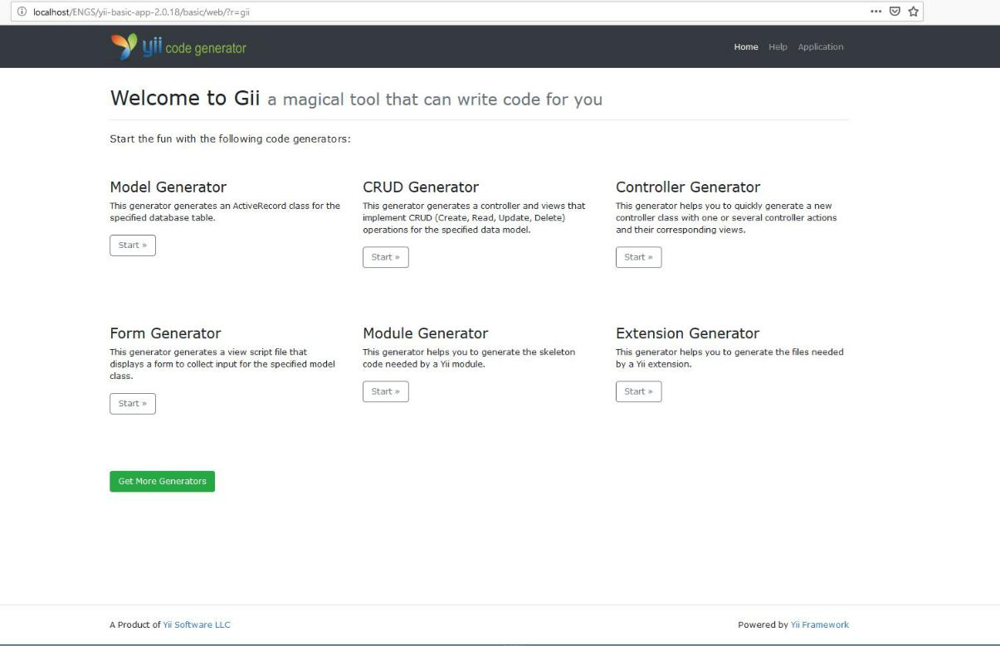 localhost/ENGS/yii-basic-app-2.0.18/basic/web/?r=gii
yii code generator
Home Help Application
Welcome to Gii a magical tool that can write code for you
Start the fun with the following code generators:
Model Generator
This generator generates an ActiveRecord class for the
specified database table.
Start »
CRUD Generator
This generator generates a controller and views that
implement CRUD (Create, Read, Update, Delete)
operations for the specified data model.
Start »
Controller Generator
This generator helps you to quickly generate a new
controller class with one or several controller actions
and their corresponding views.
Start »
Form Generator
This generator generates a view script file that
displays a form to collect input for the specified model
class.
Start »
Module Generator
This generator helps you to generate the skeleton
code needed by a Yii module.
Start »
Extension Generator
This generator helps you to generate the files needed
by a Yii extension.
Start »
Get More Generators
A Product of Yii Software LLC
Powered by Yii Framework